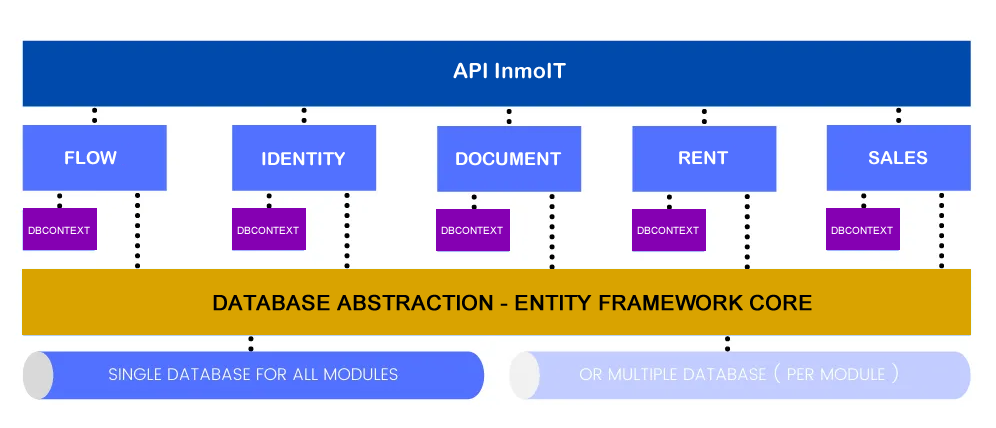 API InmoIT
FLOW
IDENTITY
DOCUMENT
RENT
SALES
DBCONTEXT
DBCONTEXT
DBCONTEXT
DBCONTEXT
DBCONTEXT
DATABASE ABSTRACTION - ENTITY FRAMEWORK CORE
SINGLE DATABASE FOR ALL MODULES
OR MULTIPLE DATABASE ( PER MODULE )